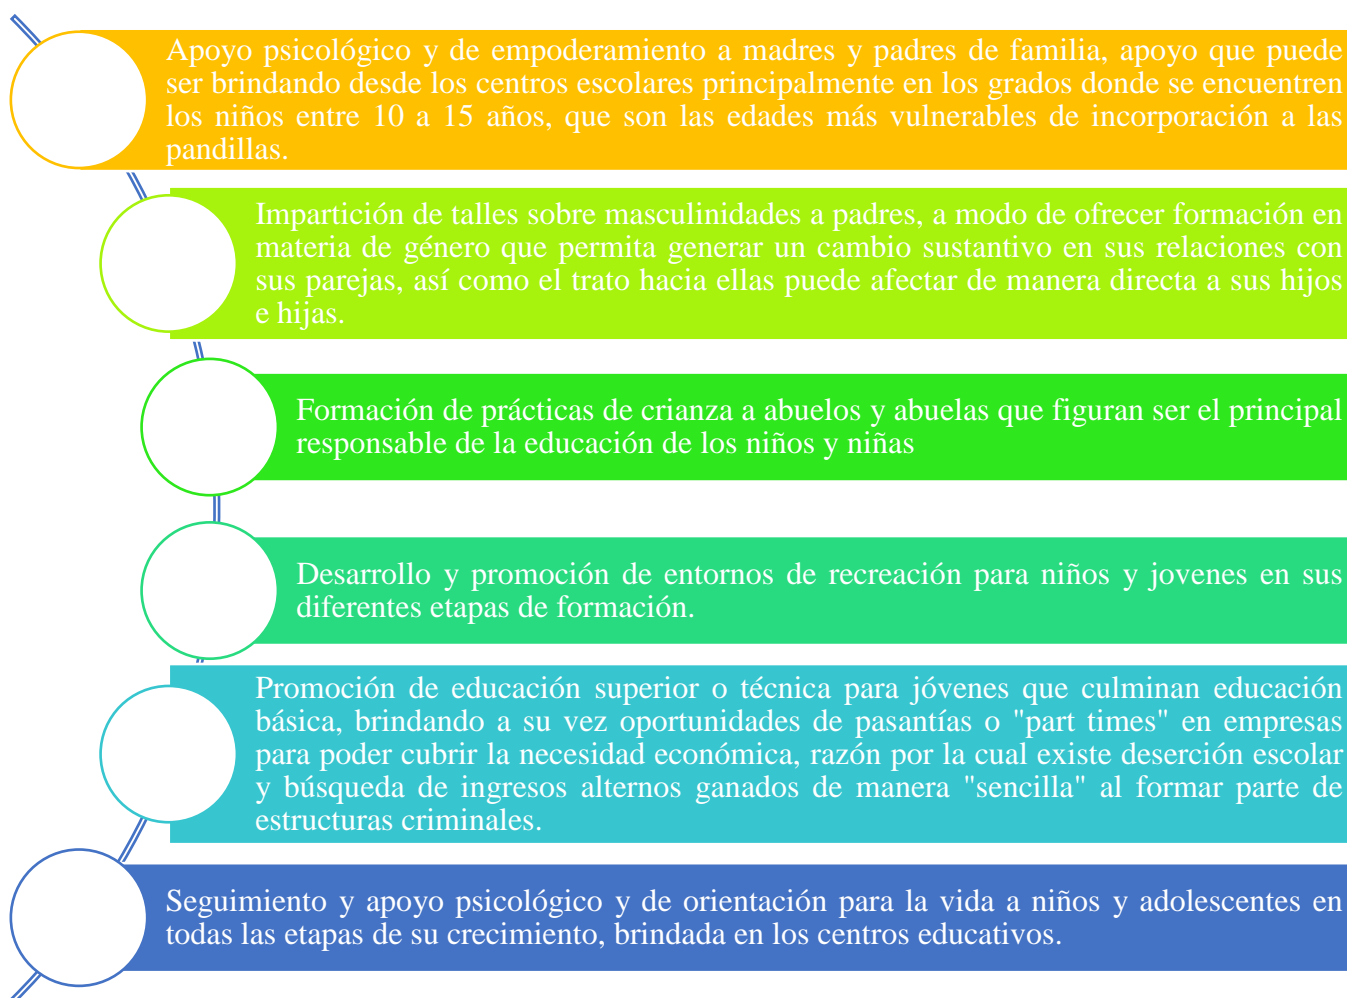 Apoyo psicológico y de empoderamiento a madres y padres de familia, apoyo que puede
ser brindando desde los centros escolares principalmente en los grados donde se encuentren
los niños entre 10 a 15 años, que son las edades más vulnerables de incorporación a las
pandillas.
Impartición de talles sobre masculinidades a padres, a modo de ofrecer formación en
materia de género que permita generar un cambio sustantivo en sus relaciones con
sus parejas, así como el trato hacia ellas puede afectar de manera directa a sus hijos
e hijas.
Formación de prácticas de crianza a abuelos y abuelas que figuran ser el principal
responsable de la educación de los niños y niñas
Desarrollo y promoción de entornos de recreación para niños y jovenes en sus
diferentes etapas de formación.
Promoción de educación superior o técnica para jóvenes que culminan educación
básica, brindando a su vez oportunidades de pasantías o "part times" en empresas
para poder cubrir la necesidad económica, razón por la cual existe deserción escolar
y búsqueda de ingresos alternos ganados de manera "sencilla" al formar parte de
estructuras criminales.
Seguimiento y apoyo psicológico y de orientación para la vida a niños y adolescentes en
todas las etapas de su crecimiento, brindada en los centros educativos.